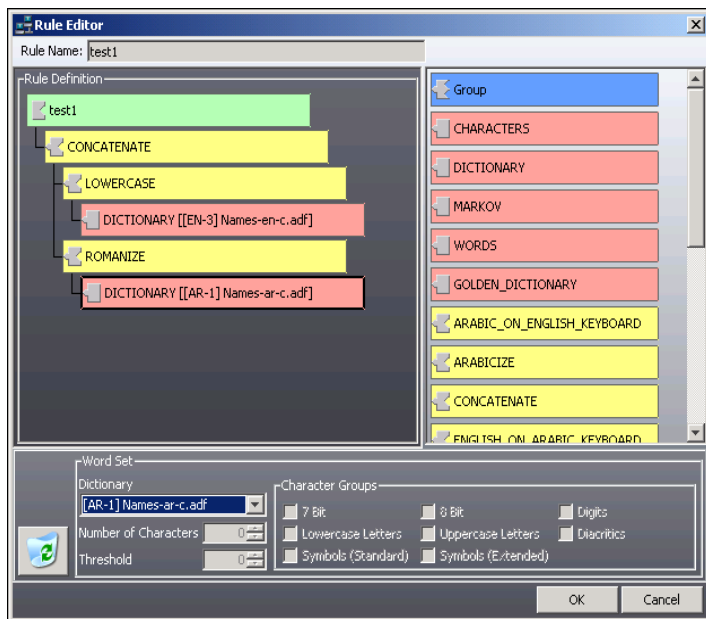 Rule Editor
Rule Name: test1
Rule Definition
test1
CONCATENATE
LOWERCASE
DICTIONARY [[EN-3] Names-en-c.adf]
ROMANIZE
DICTIONARY [[AR-1] Names-ar-c.adf]
Group
CHARACTERS
DICTIONARY
MARKOV
WORDS
GOLDEN_DICTIONARY
ARABIC_ON_ENGLISH_KEYBOARD
ARABICIZE
CONCATENATE
ENGLISH_ON_ARABIC_KEYBOARD
Word Set
Dictionary
[AR-1] Names-ar-c.adf
Number of Characters 0
Threshold 0
Character Groups
7 Bit 8 Bit Digits
Lowercase Letters Uppercase Letters Diacritics
Symbols (Standard) Symbols (Extended)
OK Cancel